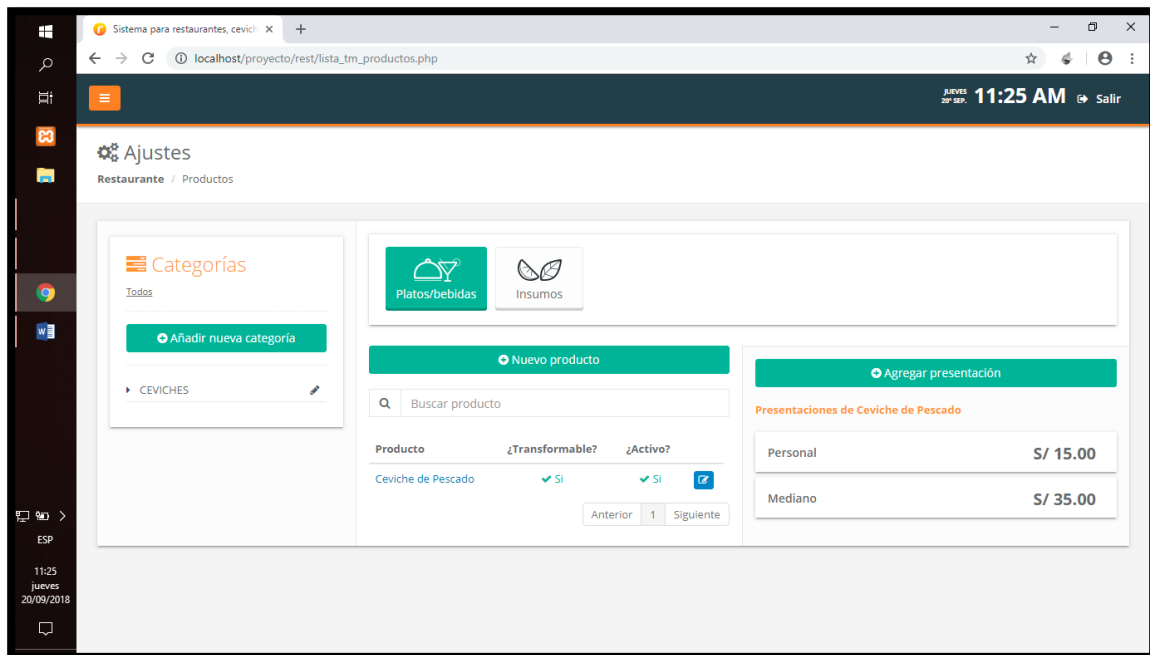 Sistema para restaurantes, cevich
localhost/proyecto/rest/lista_tm_productos.php
JUEVES
20º SEP.
11:25 AM
Salir
Ajustes
Restaurante / Productos
Categorías
Todos
Añadir nueva categoría
CEVICHES
Platos/bebidas
Insumos
Nuevo producto
Buscar producto
Producto ¿Transformable? ¿Activo?
Ceviche de Pescado Si Si
Anterior 1 Siguiente
Agregar presentación
Presentaciones de Ceviche de Pescado
Personal S/ 15.00
Mediano S/ 35.00
ESP
11:25
jueves
20/09/2018